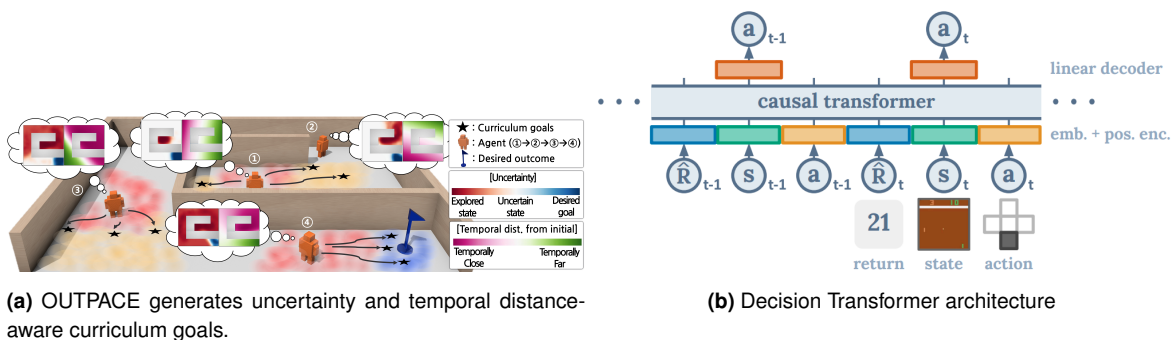 ②
①
③
④
★ : Curriculum goals
: Agent (①→②→③→④)
: Desired outcome
[Uncertainty]
Explored state
Uncertain state
Desired goal
[Temporal dist. from initial]
Temporally Close
Temporally Far
(a) OUTPACE generates uncertainty and temporal distance-
aware curriculum goals.
a t-1
a t
linear decoder
• • • causal transformer • • •
emb. + pos. enc.
R̂ t-1 s t-1 a t-1 R̂ t s t a t
21
return state action
(b) Decision Transformer architecture